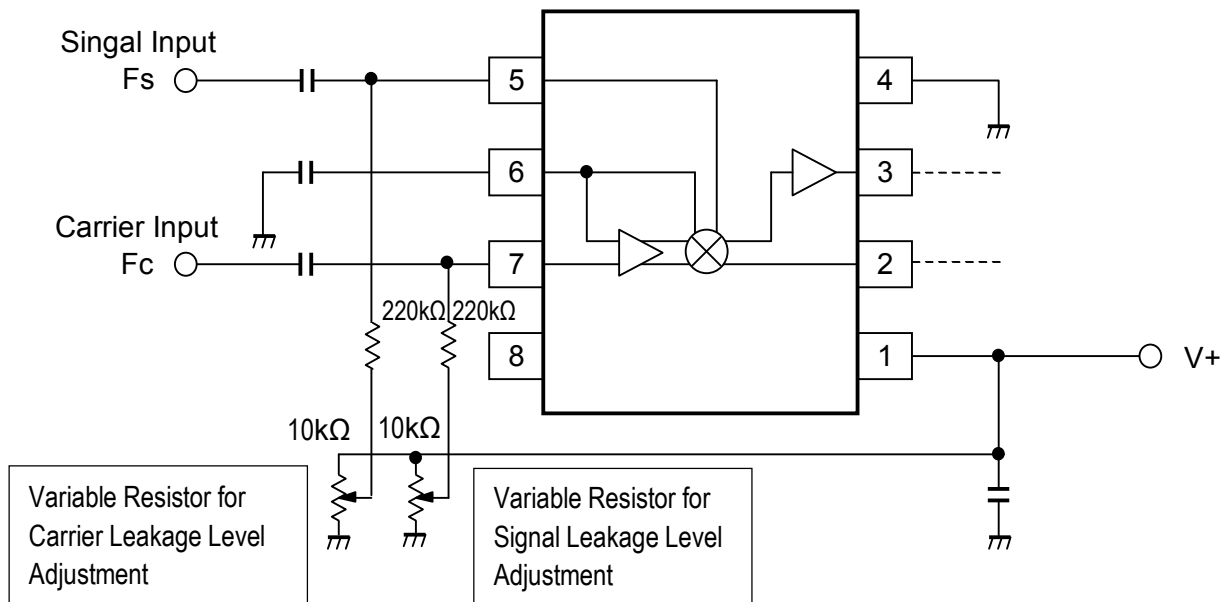 Singal Input
Fs
5
4
6
3
Carrier Input
Fc
7
2
220kΩ 220kΩ
8
1
V+
10kΩ 10kΩ
Variable Resistor for
Carrier Leakage Level
Adjustment
Variable Resistor for
Signal Leakage Level
Adjustment